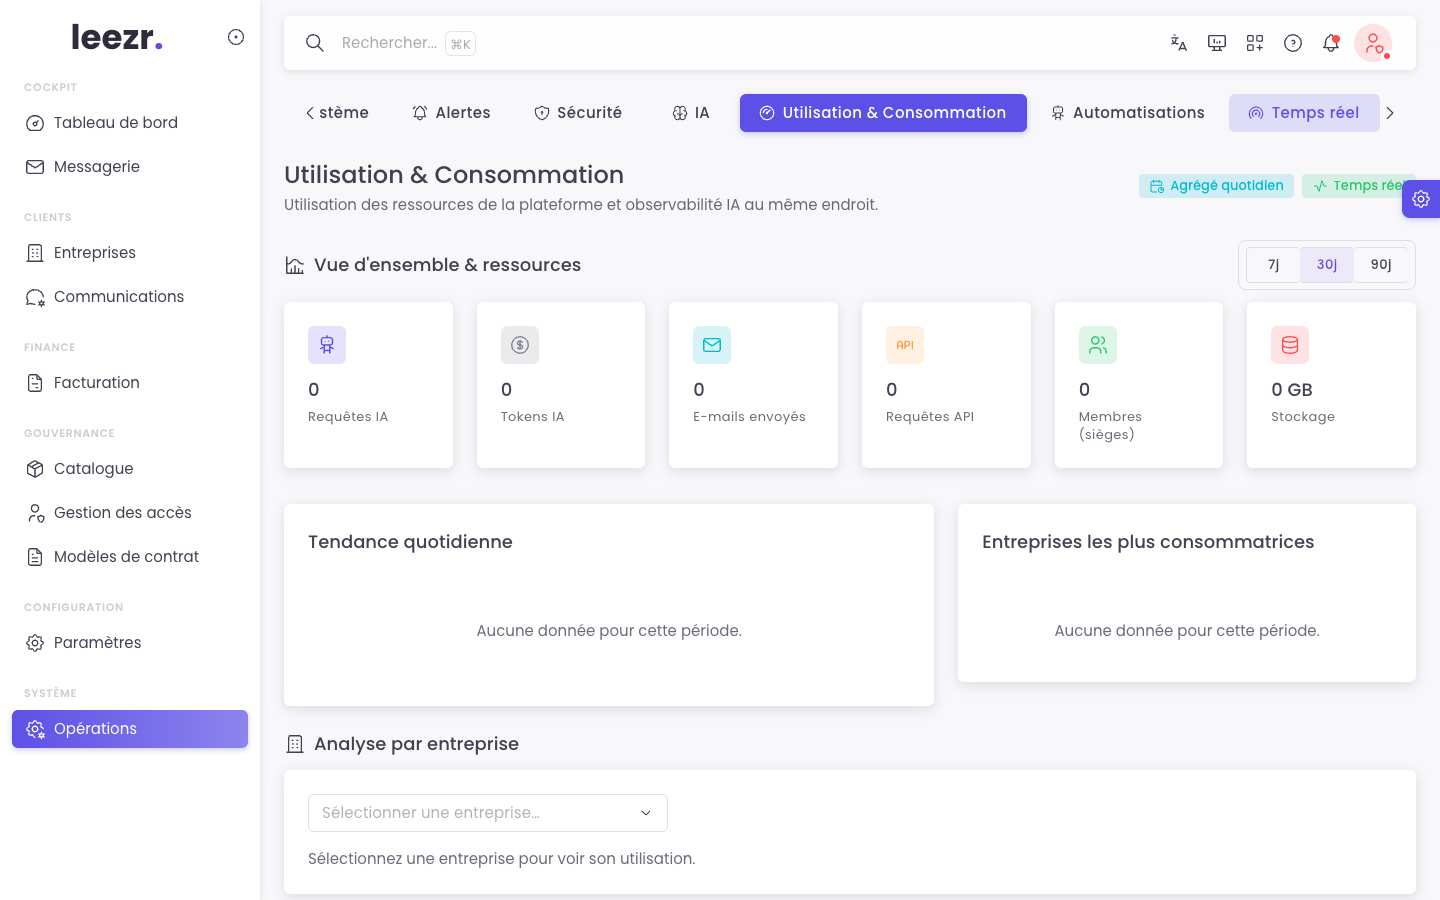 leezr.
COCKPIT
Tableau de bord
Messagerie
CLIENTS
Entreprises
Communications
FINANCE
Facturation
GOUVERNANCE
Catalogue
Gestion des accès
Modèles de contrat
CONFIGURATION
Paramètres
SYSTÈME
Opérations
Rechercher... ⌘K
stème Alertes Sécurité IA Utilisation & Consommation Automatisations Temps réel
Utilisation & Consommation
Utilisation des ressources de la plateforme et observabilité IA au même endroit.
Agrégé quotidien Temps rée
Vue d'ensemble & ressources
7j 30j 90j
0
Requêtes IA
0
Tokens IA
0
E-mails envoyés
API
0
Requêtes API
0
Membres
(sièges)
0 GB
Stockage
Tendance quotidienne
Aucune donnée pour cette période.
Entreprises les plus consommatrices
Aucune donnée pour cette période.
Analyse par entreprise
Sélectionner une entreprise...
Sélectionnez une entreprise pour voir son utilisation.